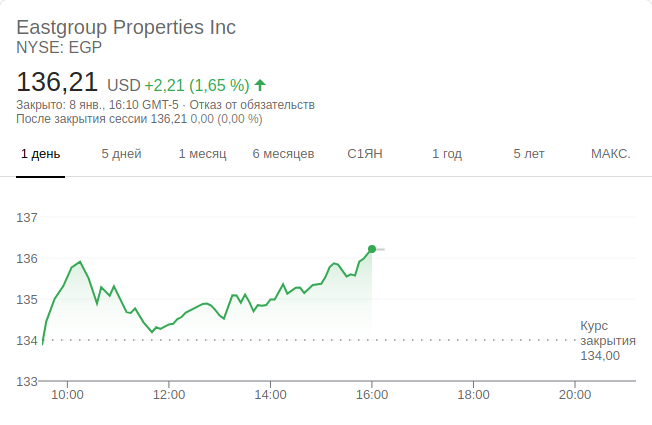 Eastgroup Properties Inc
NYSE: EGP
136,21 USD +2,21 (1,65 %)
Закрыто: 8 янв., 16:10 GMT-5 · Отказ от обязательств
После закрытия сессии 136,21 0,00 (0,00 %)
1 день 5 дней 1 месяц 6 месяцев С1ЯН 1 год 5 лет МАКС.
137
136
135
134
133
Курс
закрытия
134,00
10:00 12:00 14:00 16:00 18:00 20:00